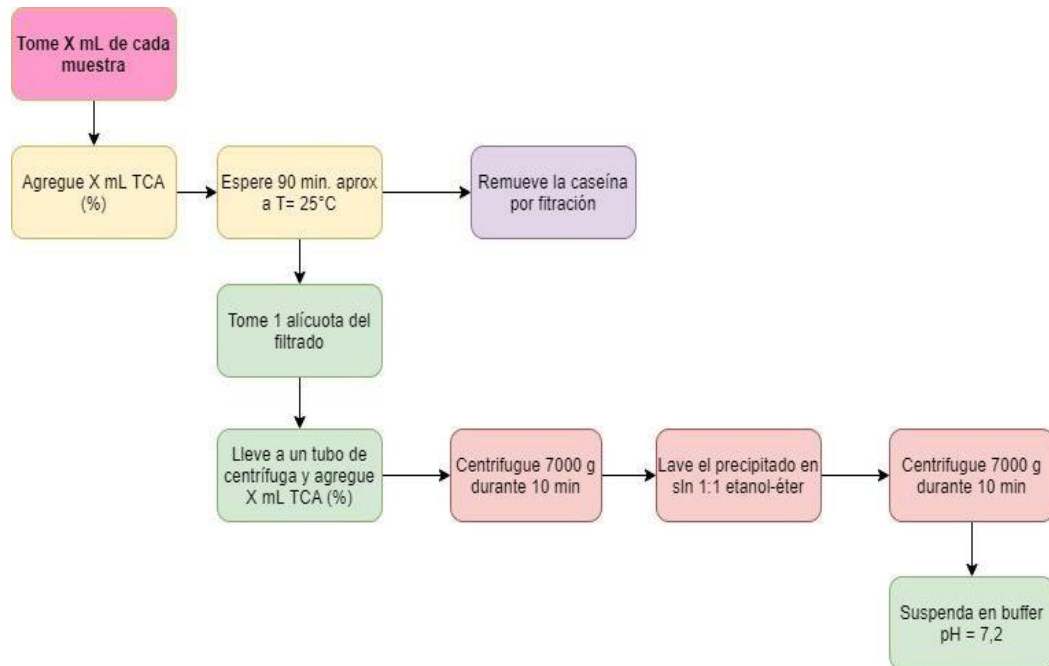 Tome X mL de cada
muestra
Agregue X mL TCA
(%)
Espere 90 min. aprox
a T= 25°C
Remueve la caseína
por fitración
Tome 1 alícuota del
filtrado
Lleve a un tubo de
centrífuga y agregue
X mL TCA (%)
Centrifugue 7000 g
durante 10 min
Lave el precipitado en
sln 1:1 etanol-éter
Centrifugue 7000 g
durante 10 min
Suspenda en buffer
pH = 7,2